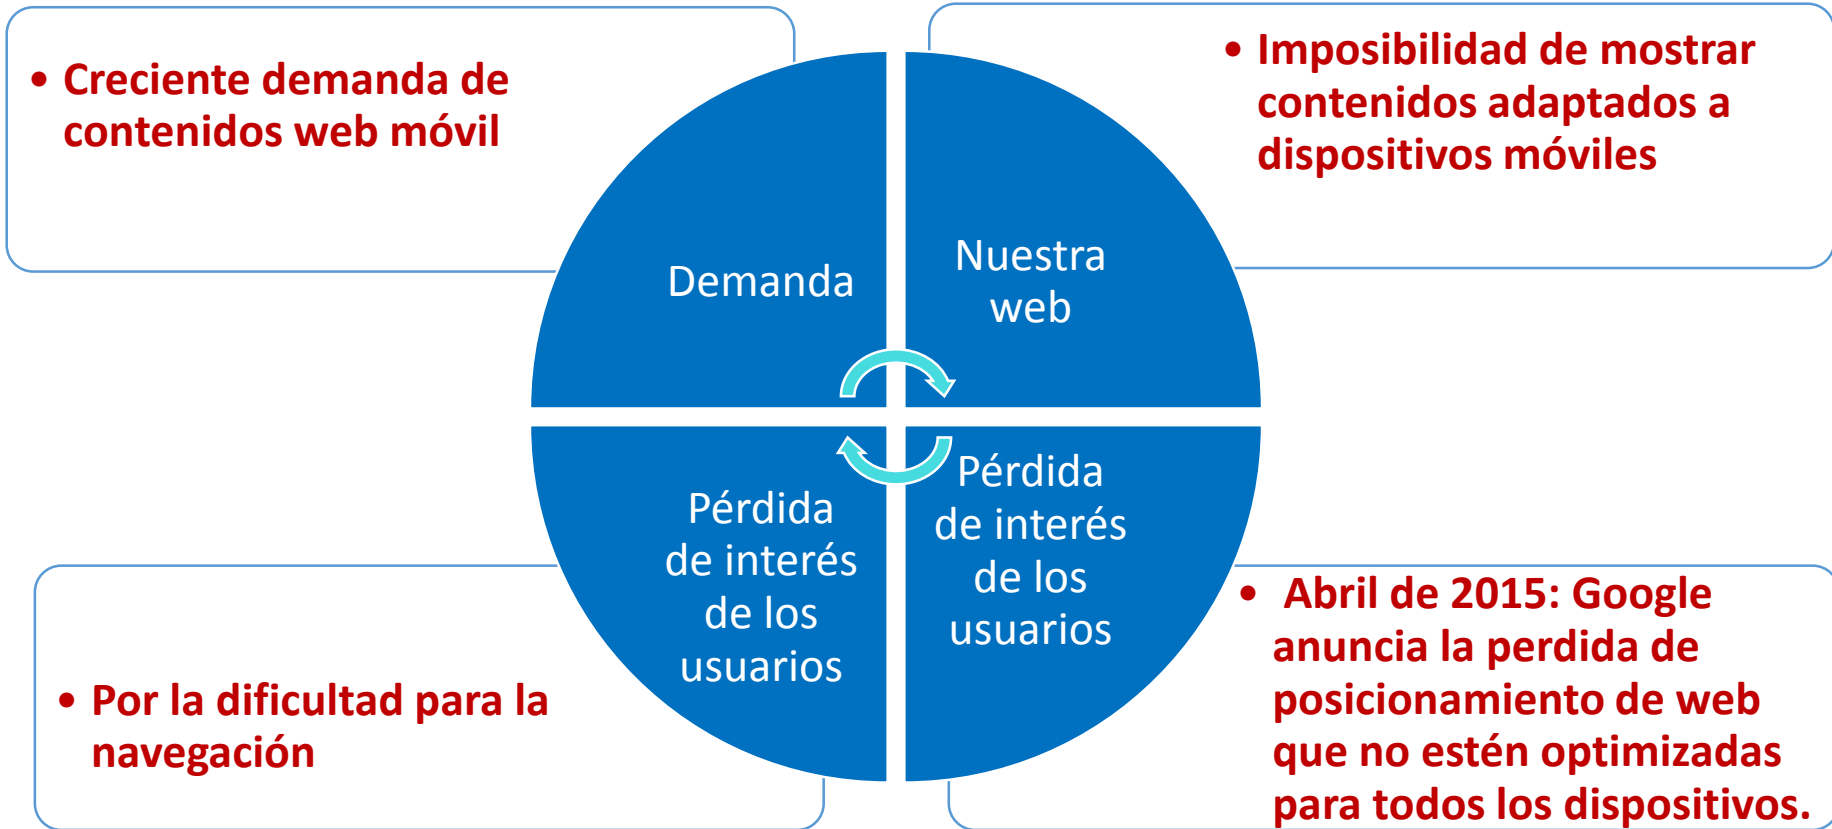 • Creciente demanda de
contenidos web móvil
• Imposibilidad de mostrar
contenidos adaptados a
dispositivos móviles
Demanda
Nuestra
web
Pérdida
de interés
de los
usuarios
Pérdida
de interés
de los
usuarios
• Por la dificultad para la
navegación
• Abril de 2015: Google
anuncia la perdida de
posicionamiento de web
que no estén optimizadas
para todos los dispositivos.